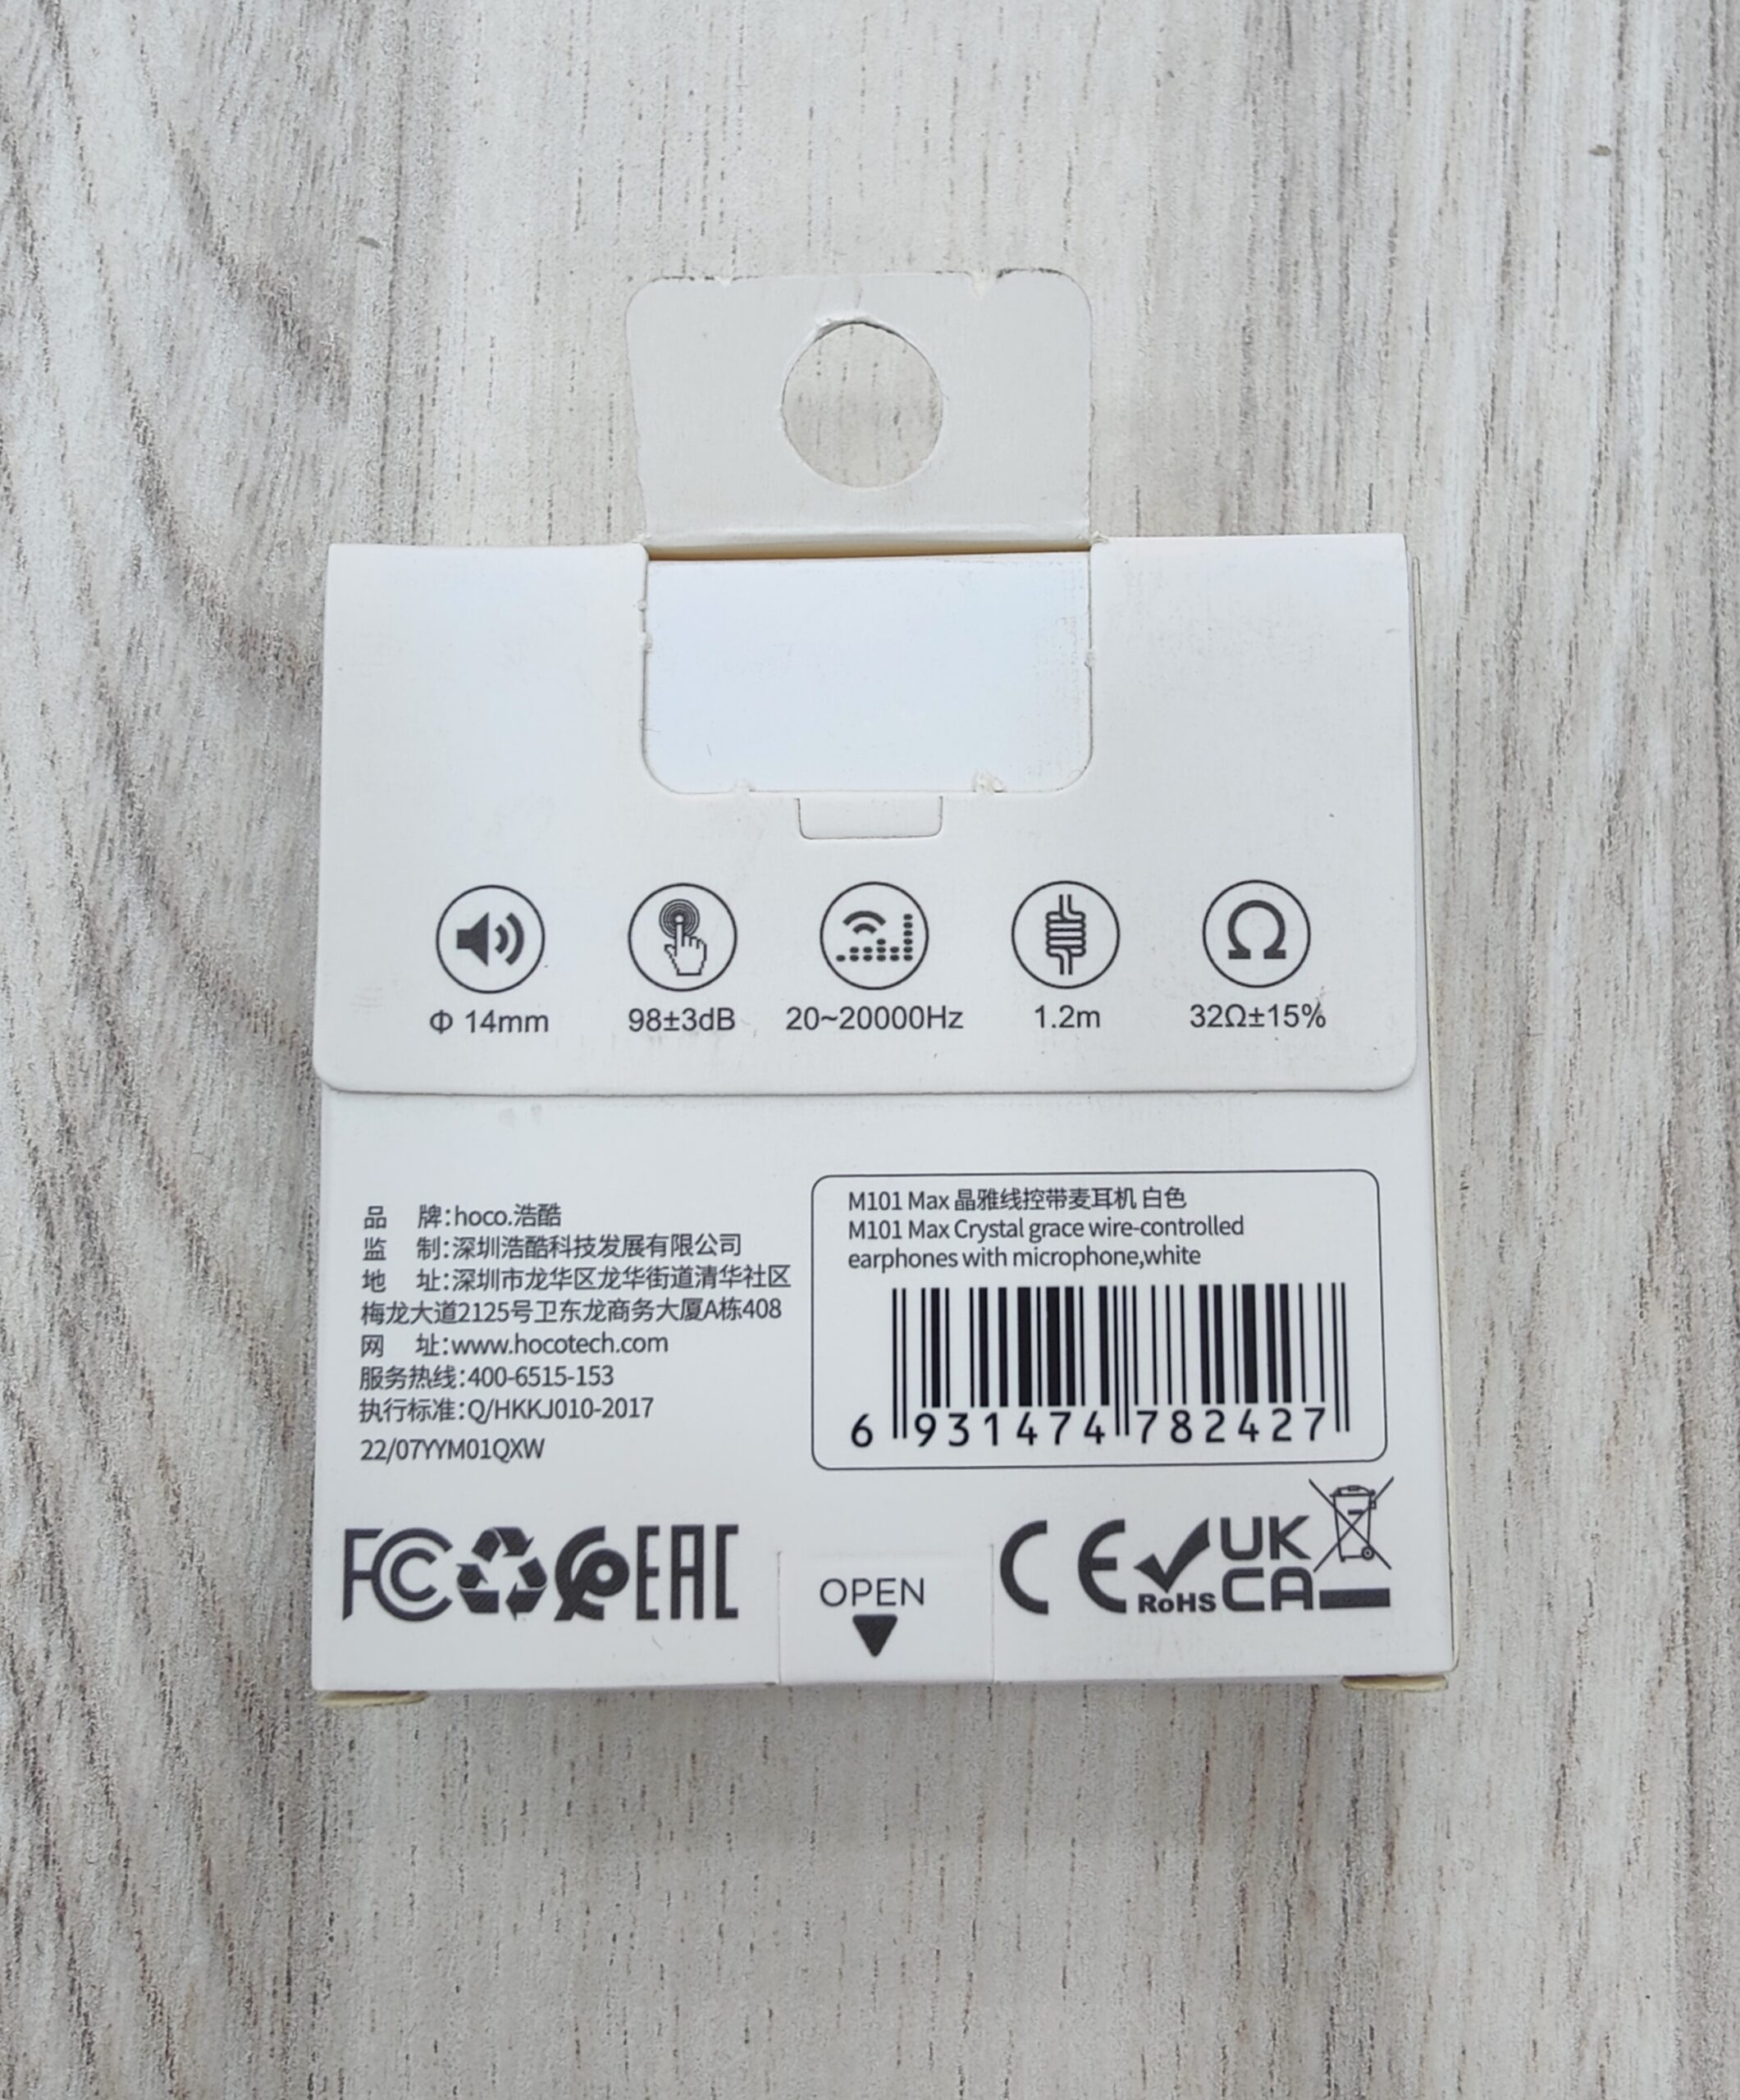 Φ 14mm
98±3dB
20~20000Hz
1.2m
32Ω±15%
品 牌:hoco.浩酷
监 制:深圳浩酷科技发展有限公司
地 址:深圳市龙华区龙华街道清华社区
梅龙大道2125号卫东龙商务大厦A栋408
网 址:www.hocotech.com
服务热线:400-6515-153
执行标准:Q/HKKJ010-2017
22/07YYM01QXW
M101 Max 晶雅线控带麦耳机 白色
M101 Max Crystal grace wire-controlled
earphones with microphone,white
6 931474 782427
FC EAC
OPEN
CE RoHS UK
CA